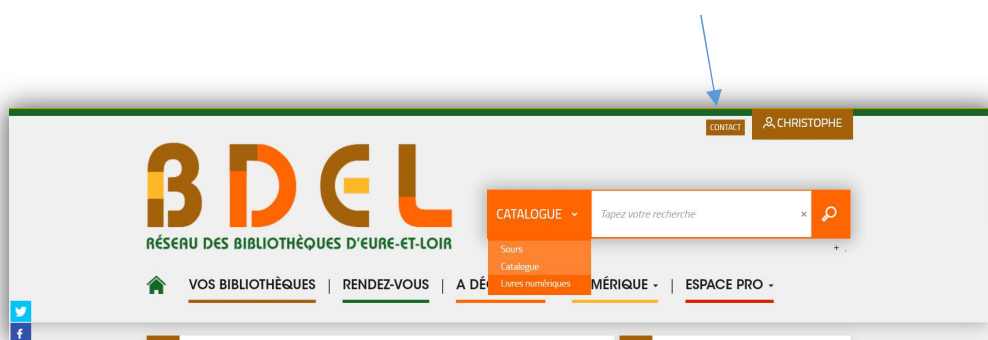 CONTACT
CHRISTOPHE
BDEL
RÉSEAU DES BIBLIOTHÈQUES D'EURE-ET-LOIR
CATALOGUE
Tapez votre recherche ×
Sours
Catalogue
Livres numériques
+ .
VOS BIBLIOTHÈQUES | RENDEZ-VOUS | A DÉ MÉRIQUE | ESPACE PRO